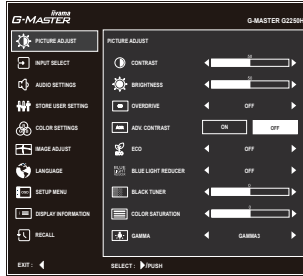 iiyama
G-MASTER
G-MASTER G2250H
PICTURE ADJUST
INPUT SELECT
AUDIO SETTINGS
STORE USER SETTING
COLOR SETTINGS
IMAGE ADJUST
LANGUAGE
SETUP MENU
DISPLAY INFORMATION
RECALL
PICTURE ADJUST
CONTRAST
BRIGHTNESS
OVERDRIVE OFF
ADV. CONTRAST ON OFF
ECO OFF
BLUE LIGHT REDUCER OFF
BLACK TUNER
COLOR SATURATION
GAMMA GAMMA3
EXIT :
SELECT : /PUSH